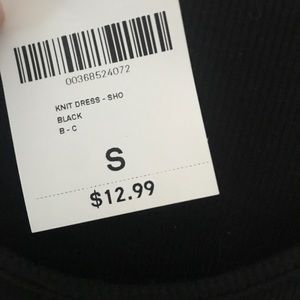 00368524072
KNIT DRESS - SHO
BLACK
B - C
S
$12.99